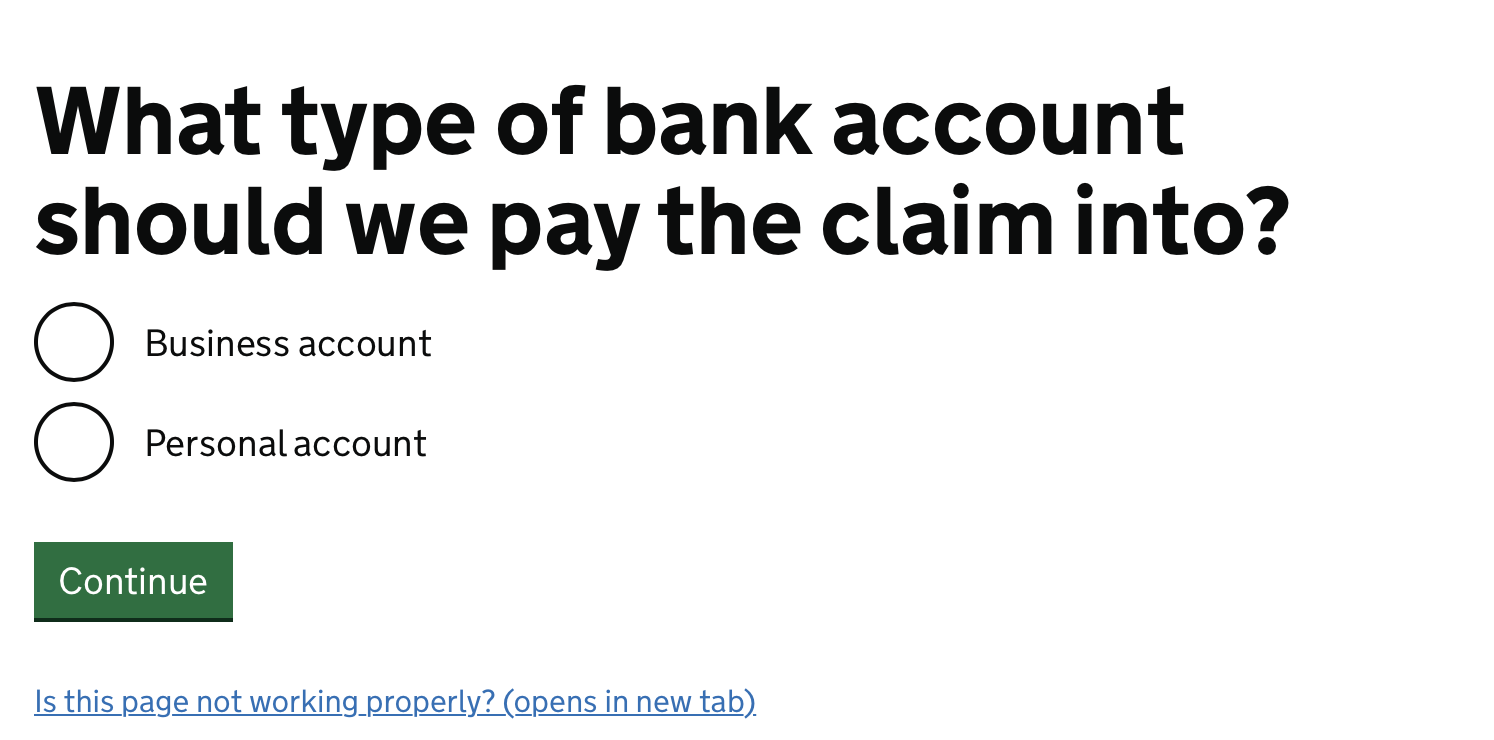 What type of bank account
should we pay the claim into?
Business account
Personal account
Continue
Is this page not working properly? (opens in new tab)